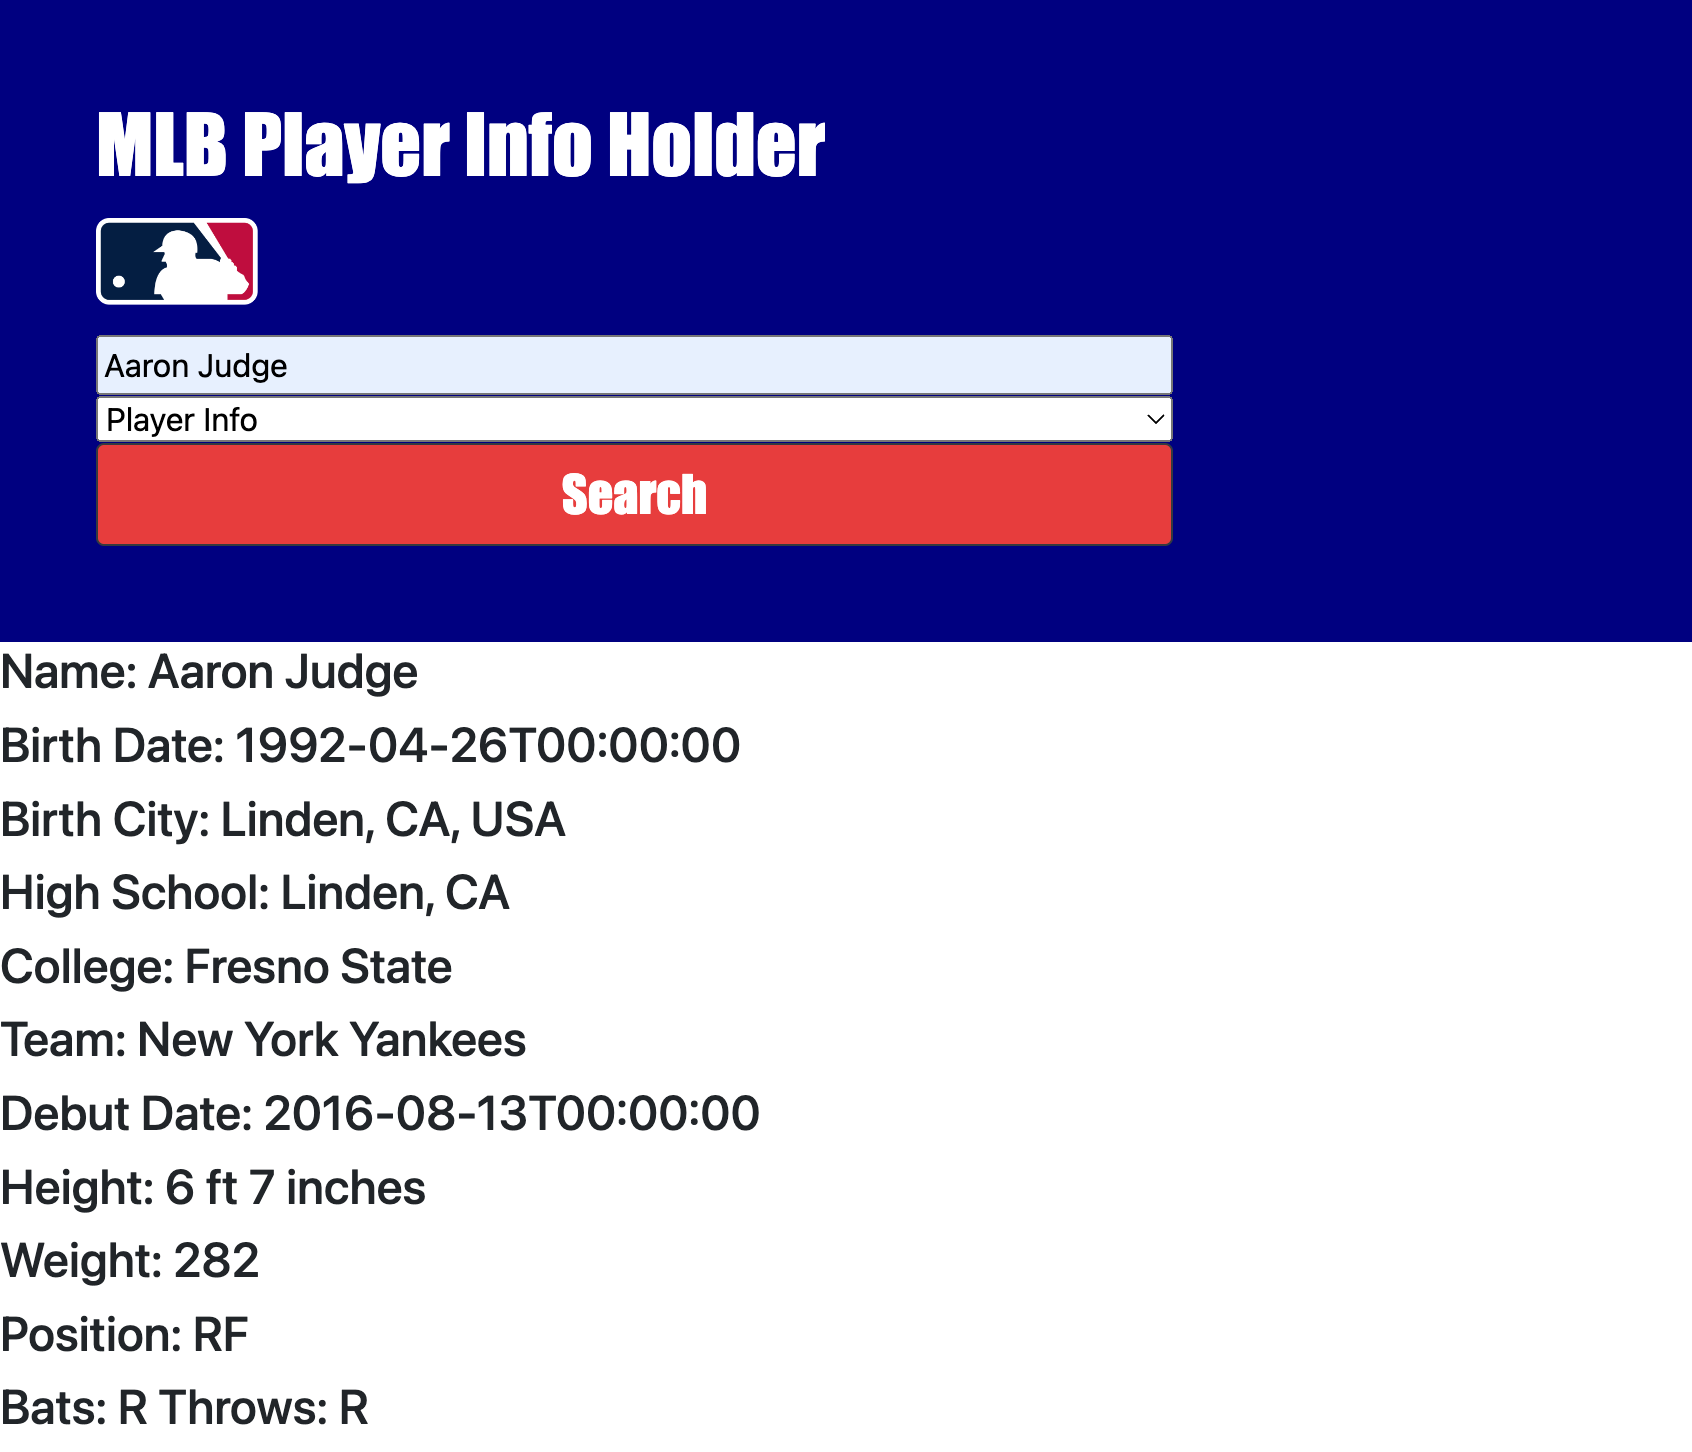 MLB Player Info Holder
Aaron Judge
Player Info
Search
Name: Aaron Judge
Birth Date: 1992-04-26T00:00:00
Birth City: Linden, CA, USA
High School: Linden, CA
College: Fresno State
Team: New York Yankees
Debut Date: 2016-08-13T00:00:00
Height: 6 ft 7 inches
Weight: 282
Position: RF
Bats: R Throws: R